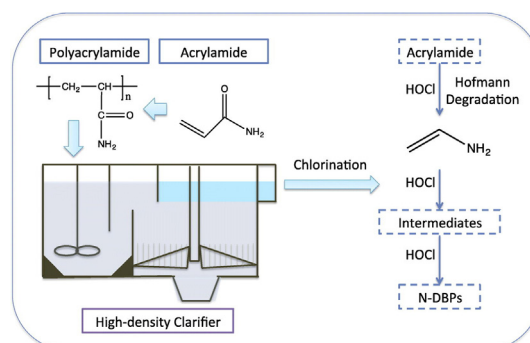 Polyacrylamide
Acrylamide
CH₂
CH
n
C
O
NH₂
O
NH₂
High-density Clarifier
Chlorination
Acrylamide
HOCl
Hofmann
Degradation
NH₂
HOCl
Intermediates
HOCl
N-DBPs